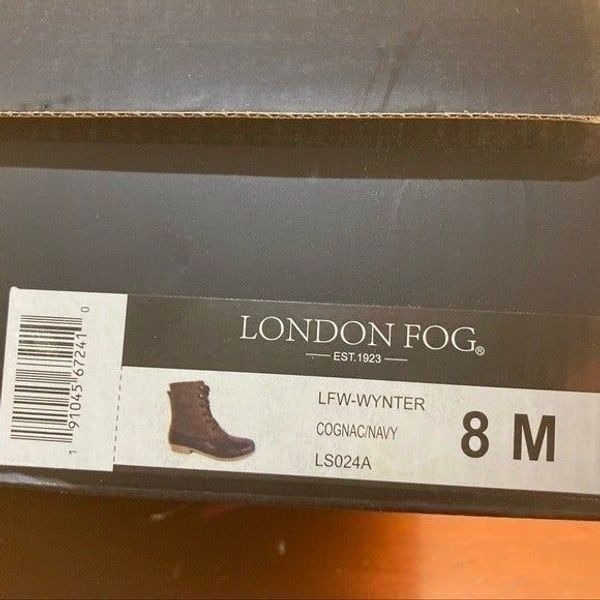 1 91045 67241 0
LONDON FOG®
EST.1923
LFW-WYNTER
COGNAC/NAVY
LS024A
8 M